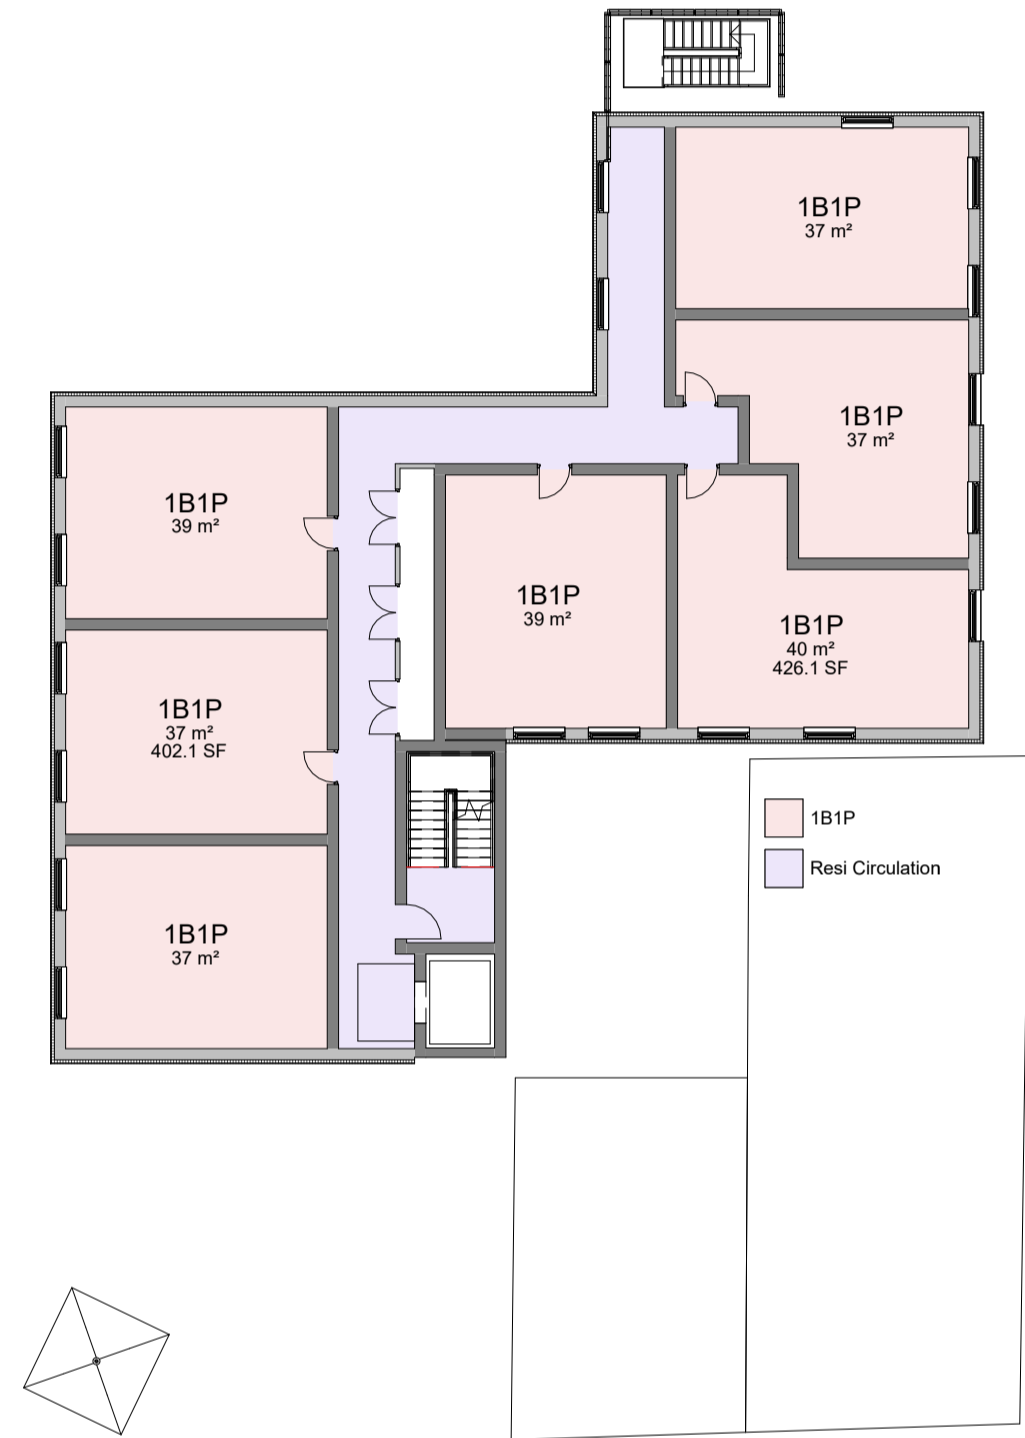 1B1P
37 m²
1B1P
37 m²
1B1P
39 m²
1B1P
39 m²
1B1P
40 m²
426.1 SF
1B1P
37 m²
402.1 SF
1B1P
37 m²
1B1P
Resi Circulation